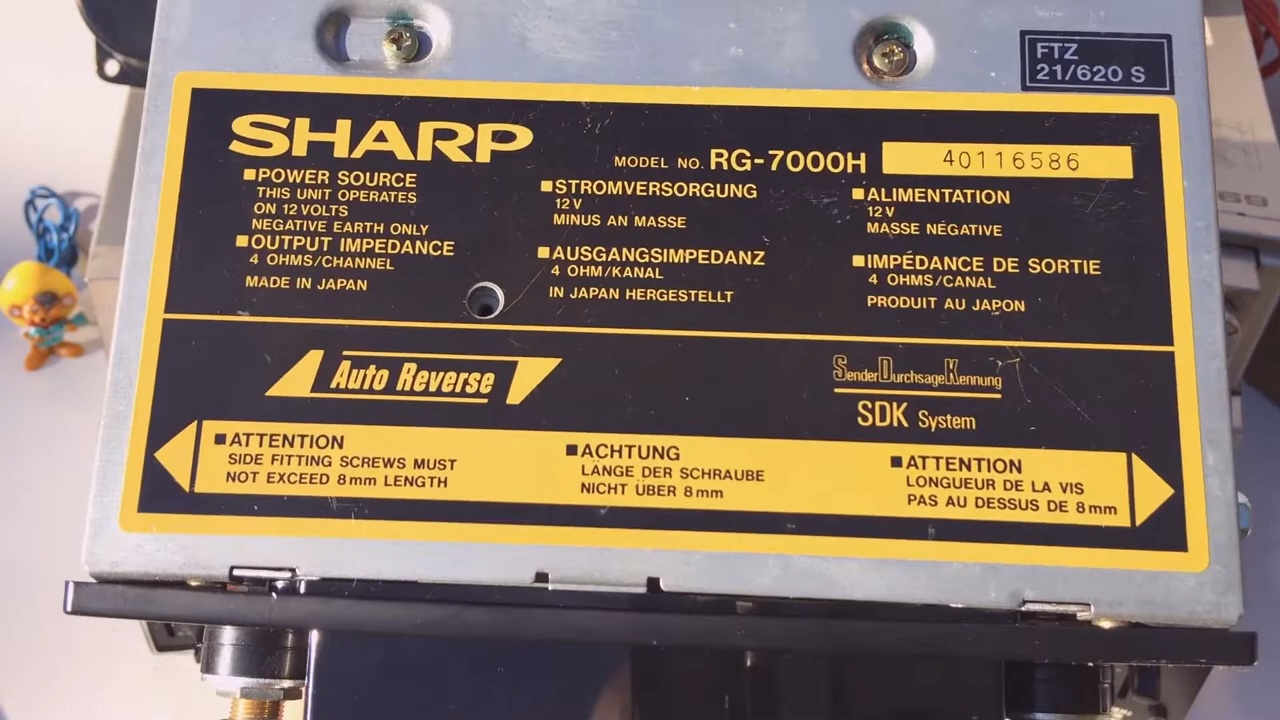 FTZ
21/620 S
SHARP
MODEL NO. RG-7000H 40116586
■POWER SOURCE
THIS UNIT OPERATES
ON 12 VOLTS
NEGATIVE EARTH ONLY
■OUTPUT IMPEDANCE
4 OHMS/CHANNEL
MADE IN JAPAN
■STROMVERSORGUNG
12 V
MINUS AN MASSE
■AUSGANGSIMPEDANZ
4 OHM/KANAL
IN JAPAN HERGESTELLT
■ALIMENTATION
12 V
MASSE NÉGATIVE
■IMPÉDANCE DE SORTIE
4 OHMS/CANAL
PRODUIT AU JAPON
Auto Reverse
SenderDurchsageKennung
SDK System
■ATTENTION
SIDE FITTING SCREWS MUST
NOT EXCEED 8mm LENGTH
■ACHTUNG
LÄNGE DER SCHRAUBE
NICHT ÜBER 8mm
■ATTENTION
LONGUEUR DE LA VIS
PAS AU DESSUS DE 8mm
69